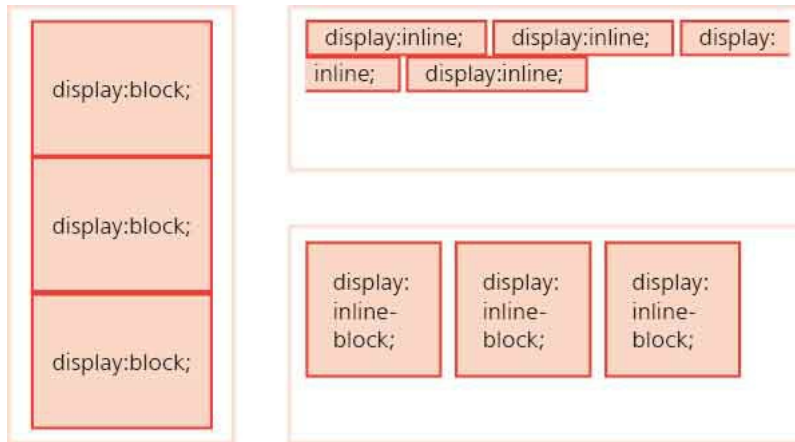 display:block;
display:block;
display:block;
display:inline; display:inline; display:
inline; display:inline;
display:
inline-
block;
display:
inline-
block;
display:
inline-
block;